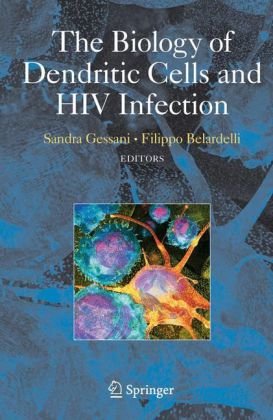 The Biology of
Dendritic Cells and
HIV Infection
Sandra Gessani • Filippo Belardelli
EDITORS
Springer